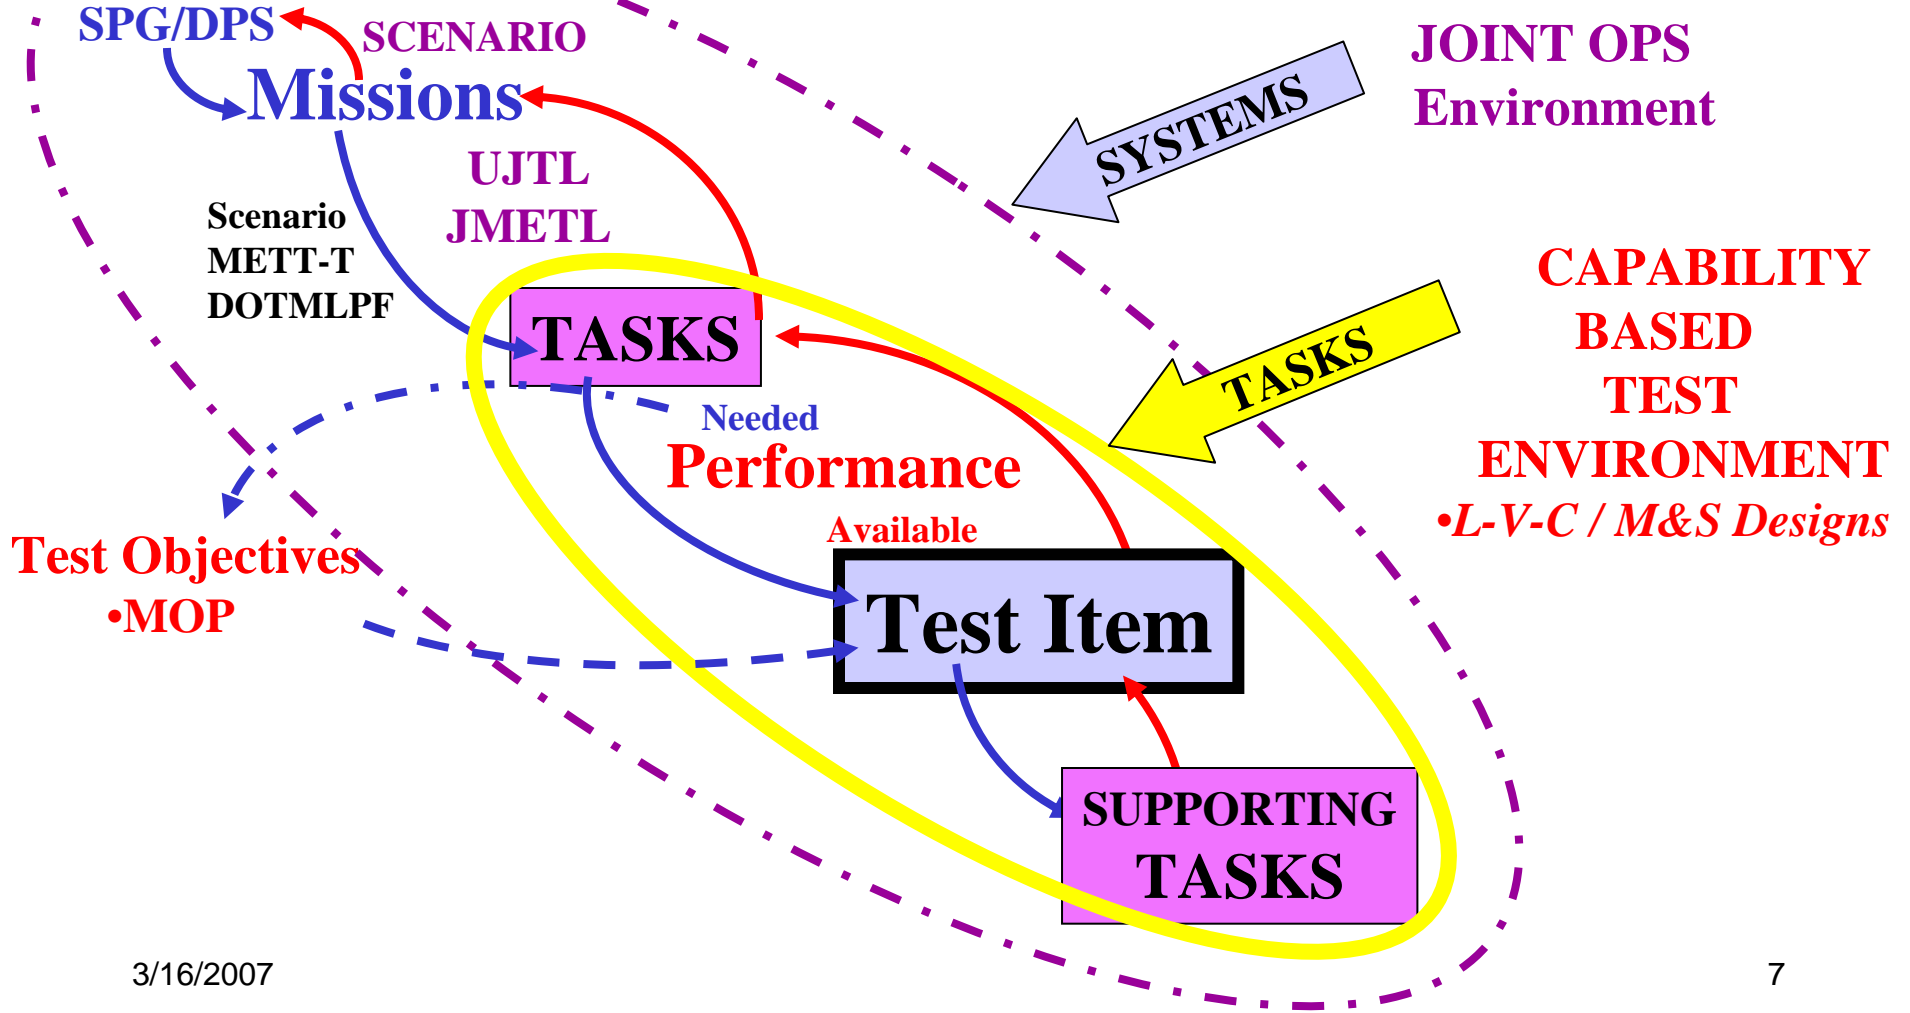 SPG/DPS
SCENARIO
Missions
UJTL
JMETL
Scenario
METT-T
DOTMLPF
TASKS
Needed
Performance
Available
Test Objectives
•MOP
Test Item
SUPPORTING
TASKS
SYSTEMS
JOINT OPS
Environment
TASKS
CAPABILITY
BASED
TEST
ENVIRONMENT
•L-V-C / M&S Designs
3/16/2007
7